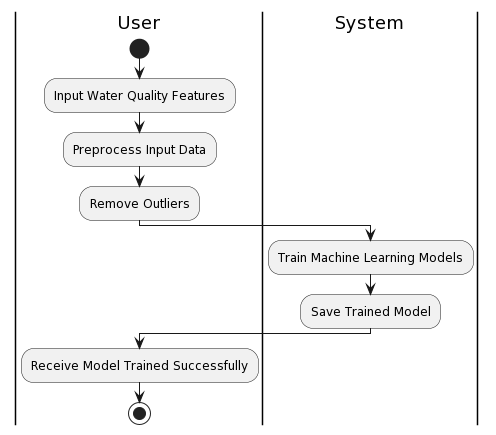 User
System
Input Water Quality Features
Preprocess Input Data
Remove Outliers
Train Machine Learning Models
Save Trained Model
Receive Model Trained Successfully